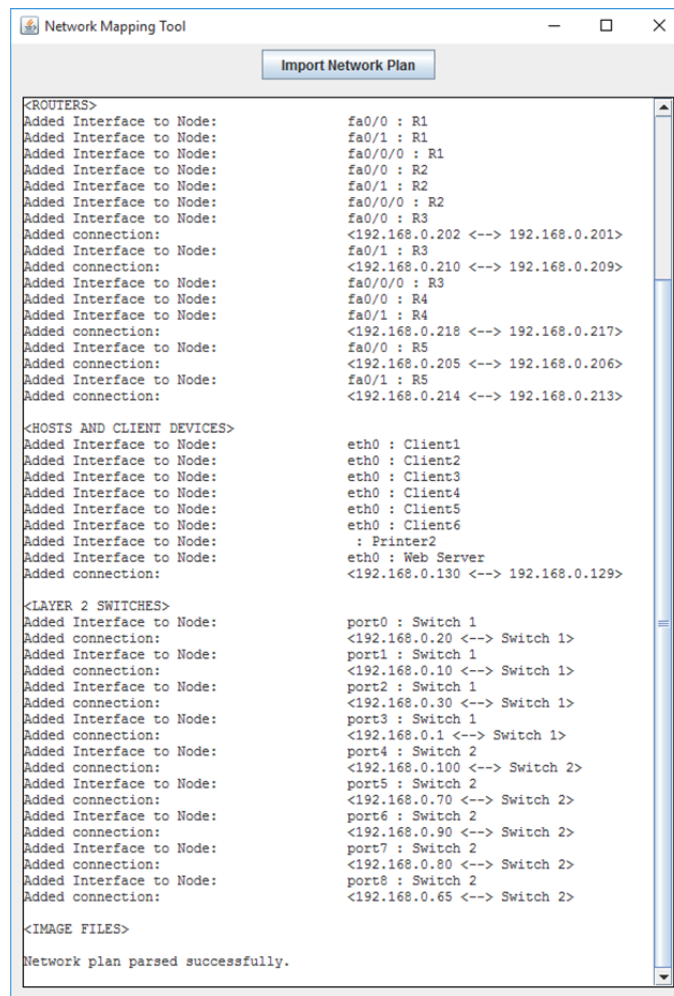 Network Mapping Tool
Import Network Plan
<ROUTERS>
Added Interface to Node: fa0/0 : R1
Added Interface to Node: fa0/1 : R1
Added Interface to Node: fa0/0/0 : R1
Added Interface to Node: fa0/0 : R2
Added Interface to Node: fa0/1 : R2
Added Interface to Node: fa0/0/0 : R2
Added Interface to Node: fa0/0 : R3
Added connection: <192.168.0.202 <--> 192.168.0.201>
Added Interface to Node: fa0/1 : R3
Added connection: <192.168.0.210 <--> 192.168.0.209>
Added Interface to Node: fa0/0/0 : R3
Added Interface to Node: fa0/0 : R4
Added Interface to Node: fa0/1 : R4
Added connection: <192.168.0.218 <--> 192.168.0.217>
Added Interface to Node: fa0/0 : R5
Added connection: <192.168.0.205 <--> 192.168.0.206>
Added Interface to Node: fa0/1 : R5
Added connection: <192.168.0.214 <--> 192.168.0.213>
<HOSTS AND CLIENT DEVICES>
Added Interface to Node: eth0 : Client1
Added Interface to Node: eth0 : Client2
Added Interface to Node: eth0 : Client3
Added Interface to Node: eth0 : Client4
Added Interface to Node: eth0 : Client5
Added Interface to Node: eth0 : Client6
Added Interface to Node: : Printer2
Added Interface to Node: eth0 : Web Server
Added connection: <192.168.0.130 <--> 192.168.0.129>
<LAYER 2 SWITCHES>
Added Interface to Node: port0 : Switch 1
Added connection: <192.168.0.20 <--> Switch 1>
Added Interface to Node: port1 : Switch 1
Added connection: <192.168.0.10 <--> Switch 1>
Added Interface to Node: port2 : Switch 1
Added connection: <192.168.0.30 <--> Switch 1>
Added Interface to Node: port3 : Switch 1
Added connection: <192.168.0.1 <--> Switch 1>
Added Interface to Node: port4 : Switch 2
Added connection: <192.168.0.100 <--> Switch 2>
Added Interface to Node: port5 : Switch 2
Added connection: <192.168.0.70 <--> Switch 2>
Added Interface to Node: port6 : Switch 2
Added connection: <192.168.0.90 <--> Switch 2>
Added Interface to Node: port7 : Switch 2
Added connection: <192.168.0.80 <--> Switch 2>
Added Interface to Node: port8 : Switch 2
Added connection: <192.168.0.65 <--> Switch 2>
<IMAGE FILES>
Network plan parsed successfully.